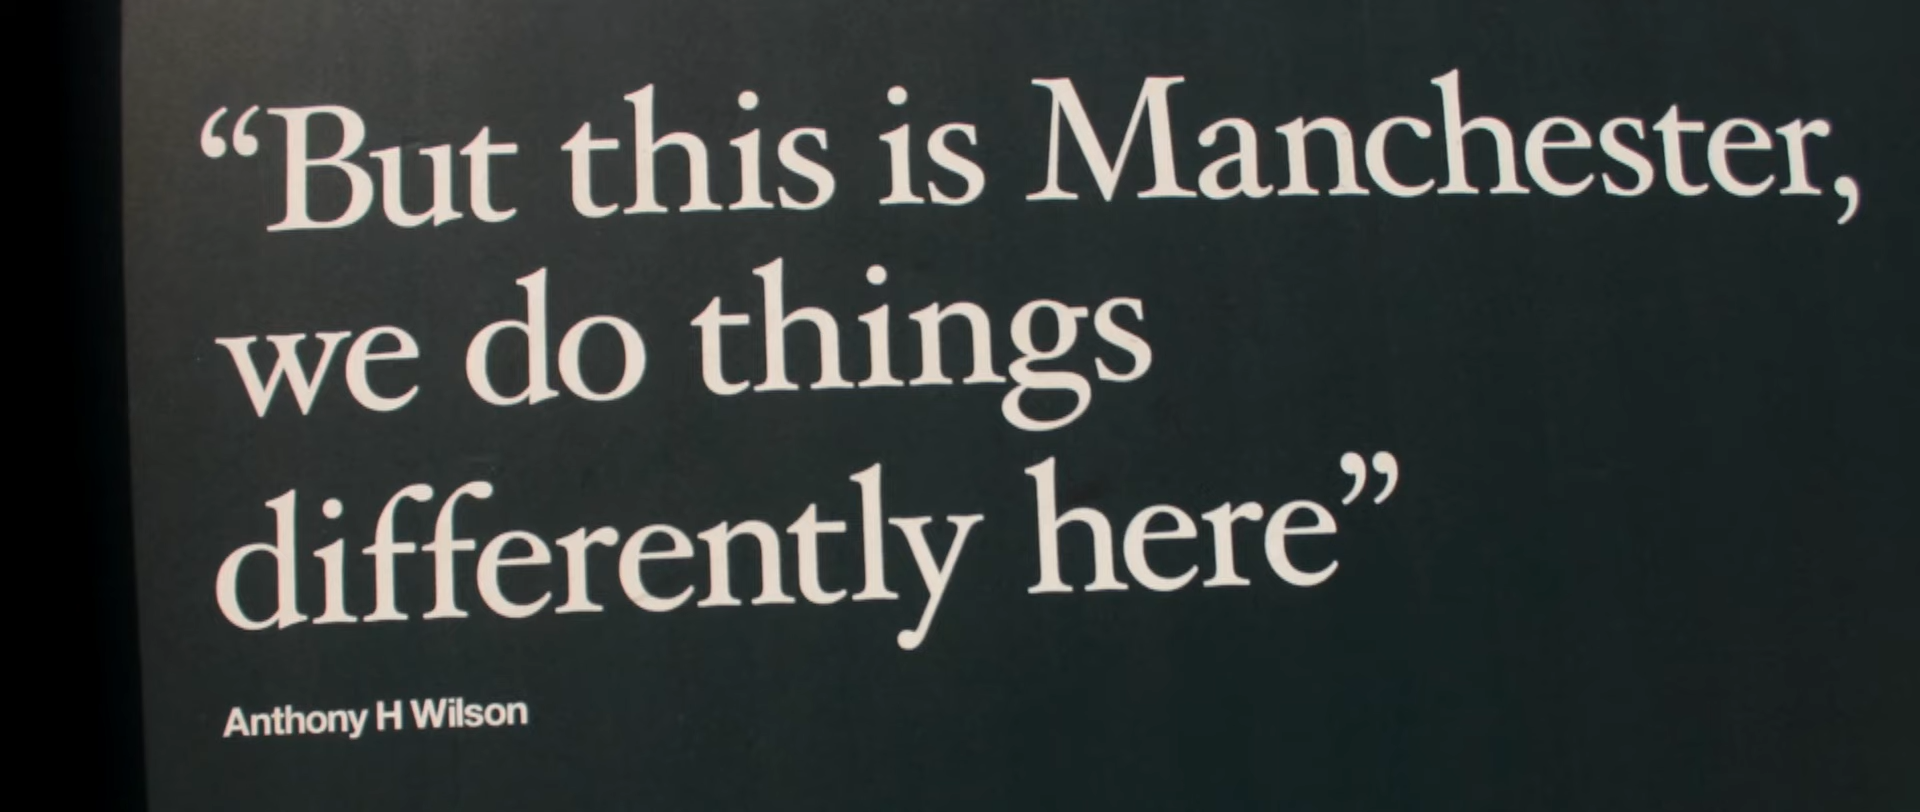 “But this is Manchester,
we do things
differently here”
Anthony H Wilson